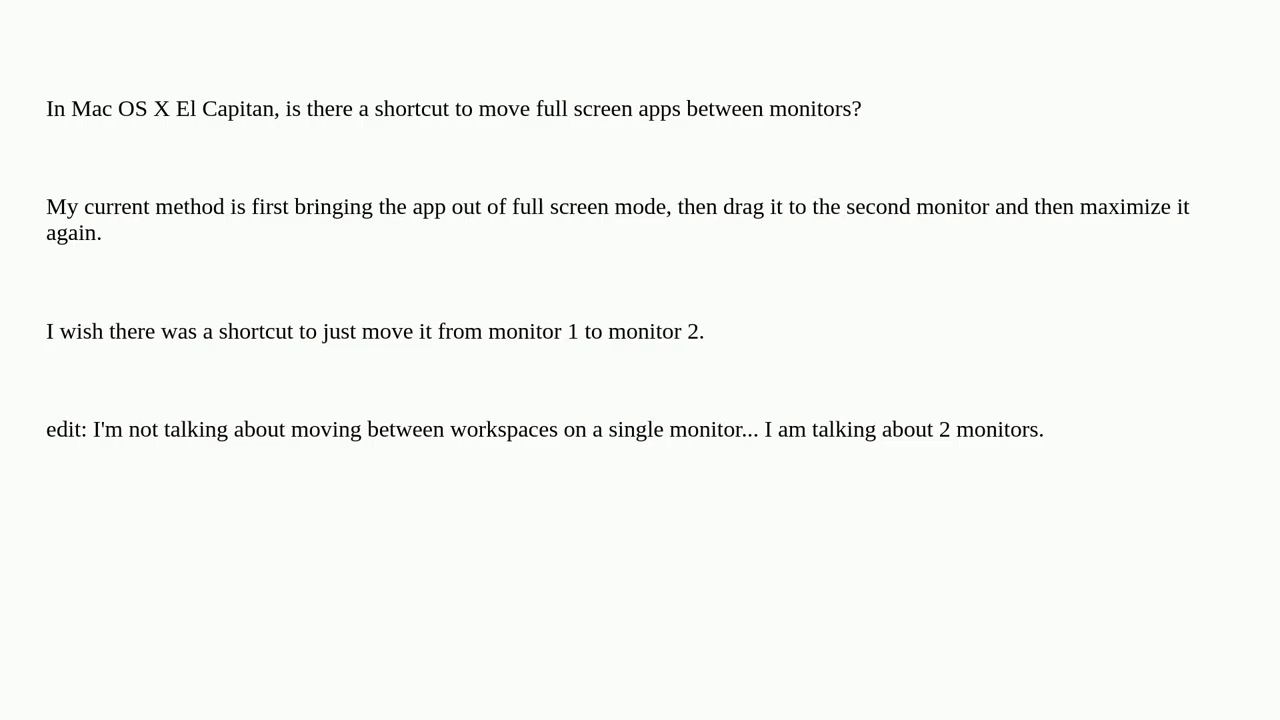 In Mac OS X El Capitan, is there a shortcut to move full screen apps between monitors?
My current method is first bringing the app out of full screen mode, then drag it to the second monitor and then maximize it
again.
I wish there was a shortcut to just move it from monitor 1 to monitor 2.
edit: I'm not talking about moving between workspaces on a single monitor... I am talking about 2 monitors.